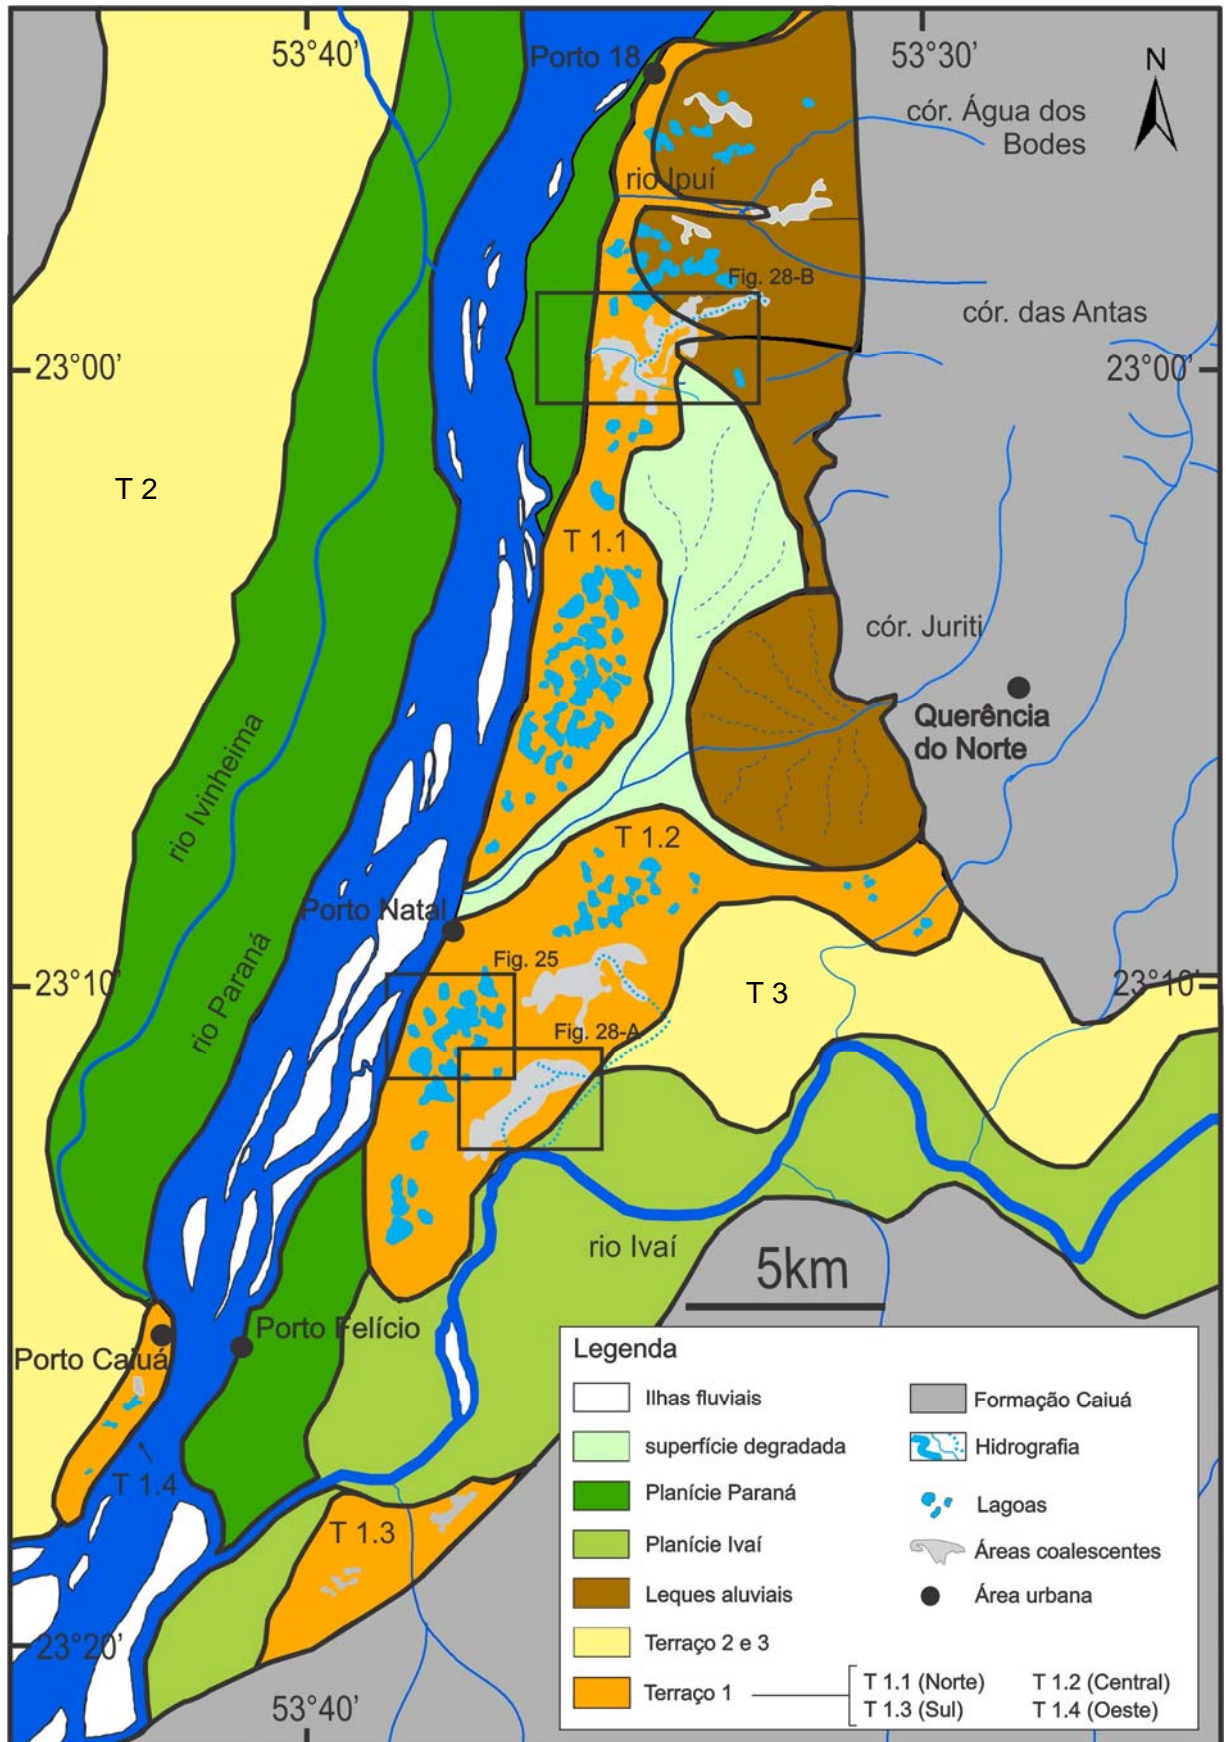 53°40'
53°30'
N
Porto 18
cór. Água dos
Bodes
rio Ipuí
Fig. 28-B
cór. das Antas
23°00'
23°00'
T 2
T 1.1
cór. Juriti
Querência
do Norte
rio Ivinheima
T 1.2
Porto Natal
rio Paraná
Fig. 25
23°10'
T 3
23°10'
Fig. 28-A
rio Ivaí
5km
Porto Felício
Porto Caiuá
T 1.4
T 1.3
23°20'
53°40'
Legenda
Ilhas fluviais
superfície degradada
Planície Paraná
Planície Ivaí
Leques aluviais
Terraço 2 e 3
Terraço 1
Formação Caiuá
Hidrografia
Lagoas
Áreas coalescentes
Área urbana
T 1.1 (Norte) T 1.2 (Central)
T 1.3 (Sul) T 1.4 (Oeste)